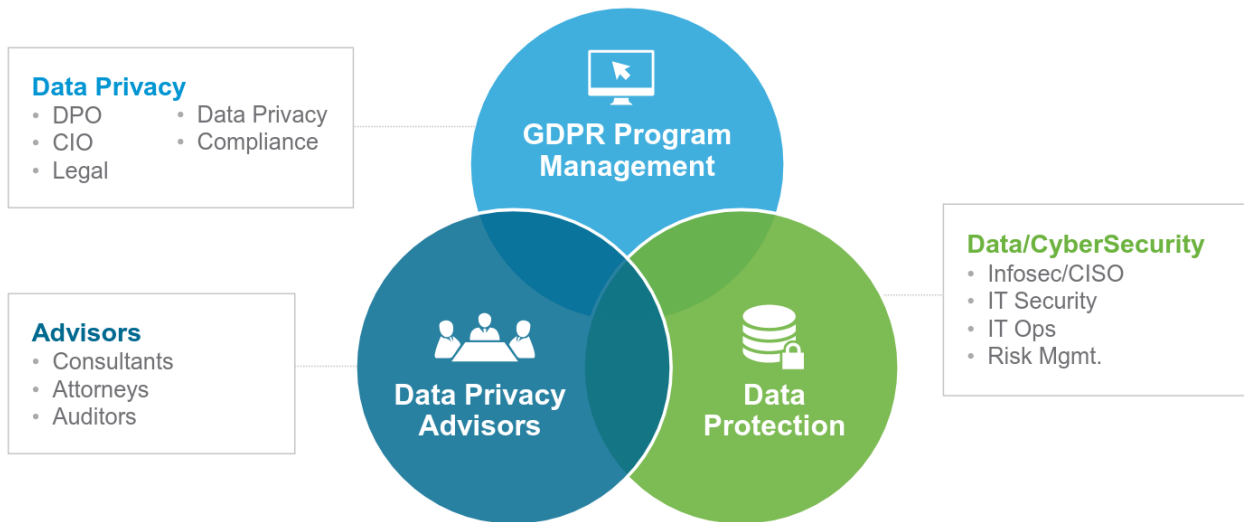 Data Privacy
• DPO
• CIO
• Legal
• Data Privacy
• Compliance
GDPR Program
Management
Data/CyberSecurity
• Infosec/CISO
• IT Security
• IT Ops
• Risk Mgmt.
Advisors
• Consultants
• Attorneys
• Auditors
Data Privacy
Advisors
Data
Protection